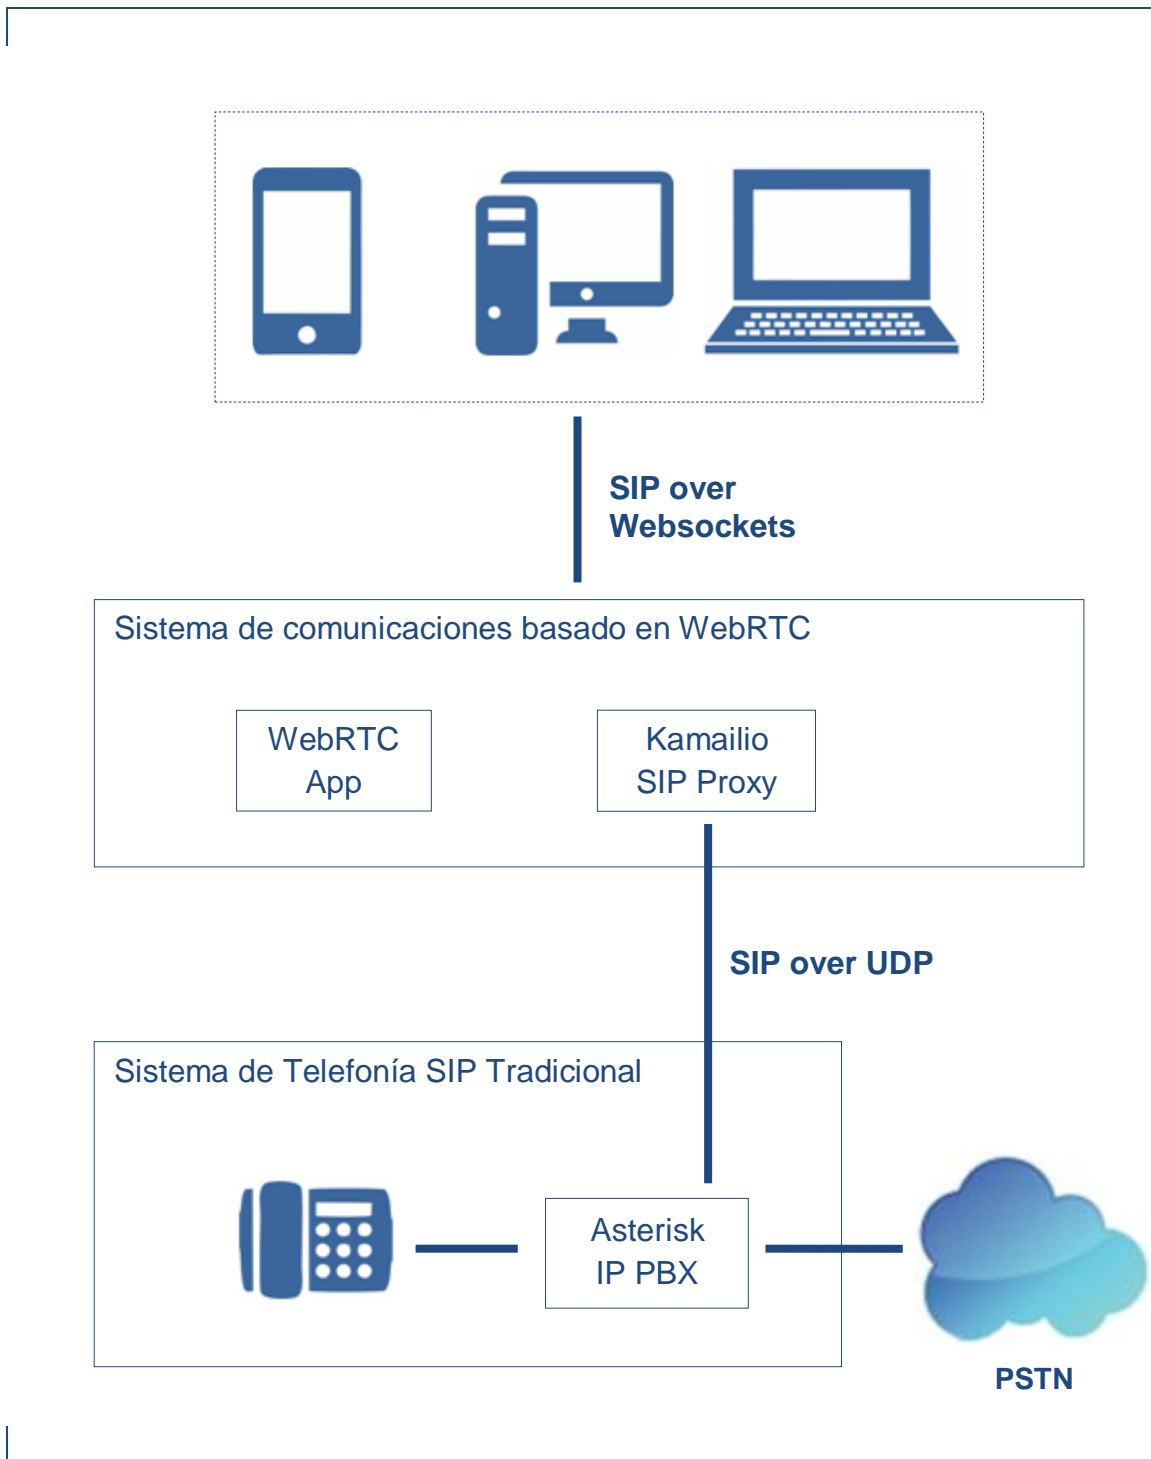 SIP over
Websockets
Sistema de comunicaciones basado en WebRTC
WebRTC
App
Kamailio
SIP Proxy
SIP over UDP
Sistema de Telefonía SIP Tradicional
Asterisk
IP PBX
PSTN